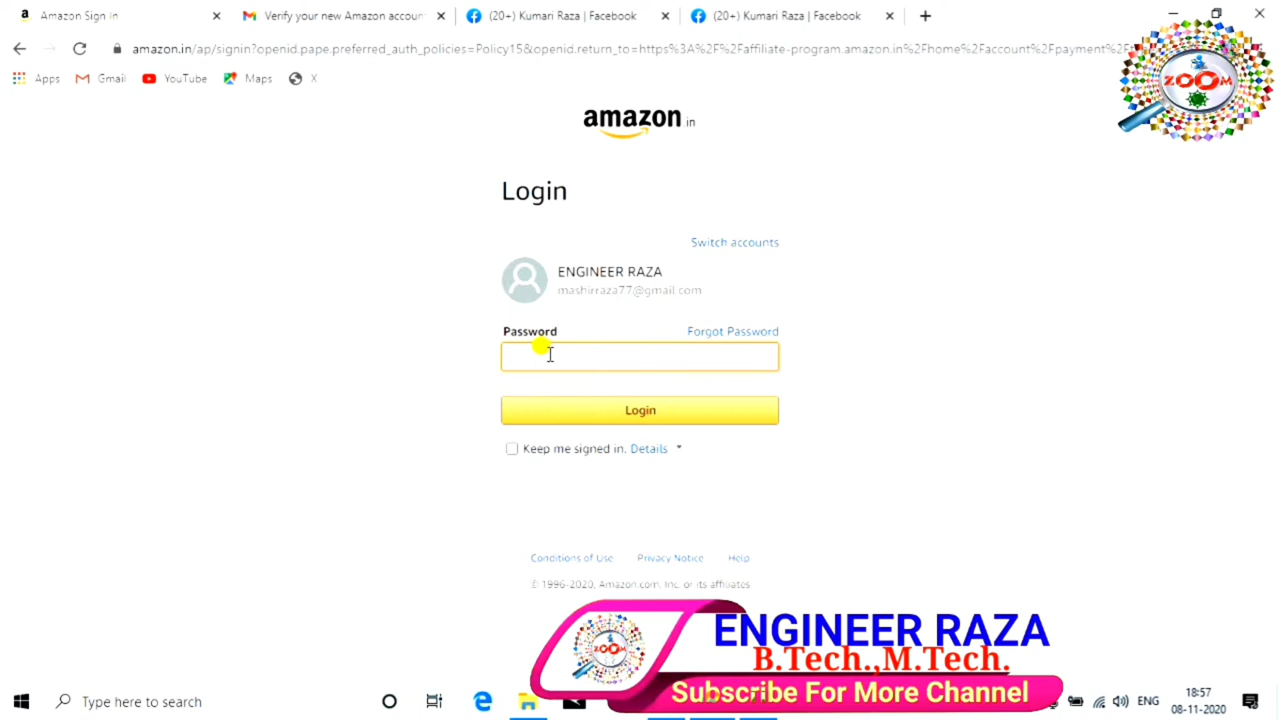 Amazon Sign In
Verify your new Amazon accoun
(20+) Kumari Raza | Facebook
(20+) Kumari Raza | Facebook
amazon.in/ap/signin?openid.pape.preferred_auth_policies=Policy15&openid.return_to=https%3A%2F%2Faffiliate-program.amazon.in%2Fhome%2Faccount%2Fpayment%2F
Apps
Gmail
YouTube
Maps
X
ZOOM
amazon.in
Login
Switch accounts
ENGINEER RAZA
mashirraza77@gmail.com
Password
Forgot Password
Login
Keep me signed in. Details
Conditions of Use
Privacy Notice
Help
© 1996-2020, Amazon.com, Inc. or its affiliates
ZOOM
ENGINEER RAZA
B.Tech.,M.Tech.
Subscribe For More Channel
Type here to search
ENG
18:57
08-11-2020